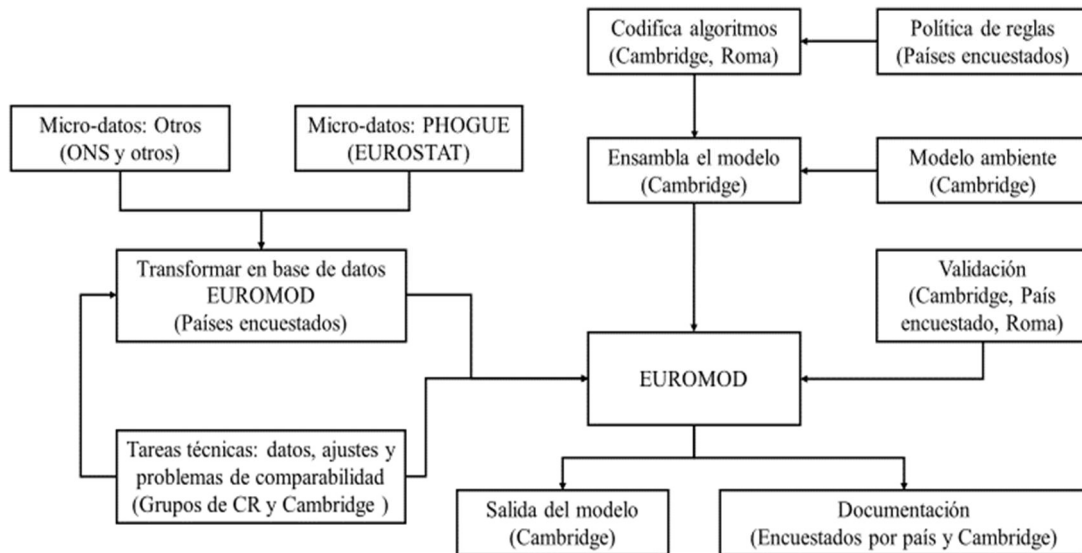 Codifica algoritmos
(Cambridge, Roma)
Política de reglas
(Países encuestados)
Micro-datos: Otros
(ONS y otros)
Micro-datos: PHOGUE
(EUROSTAT)
Ensambla el modelo
(Cambridge)
Modelo ambiente
(Cambridge)
Transformar en base de datos
EUROMOD
(Países encuestados)
Validación
(Cambridge, País
encuestado, Roma)
EUROMOD
Tareas técnicas: datos, ajustes y
problemas de comparabilidad
(Grupos de CR y Cambridge )
Salida del modelo
(Cambridge)
Documentación
(Encuestados por país y Cambridge)